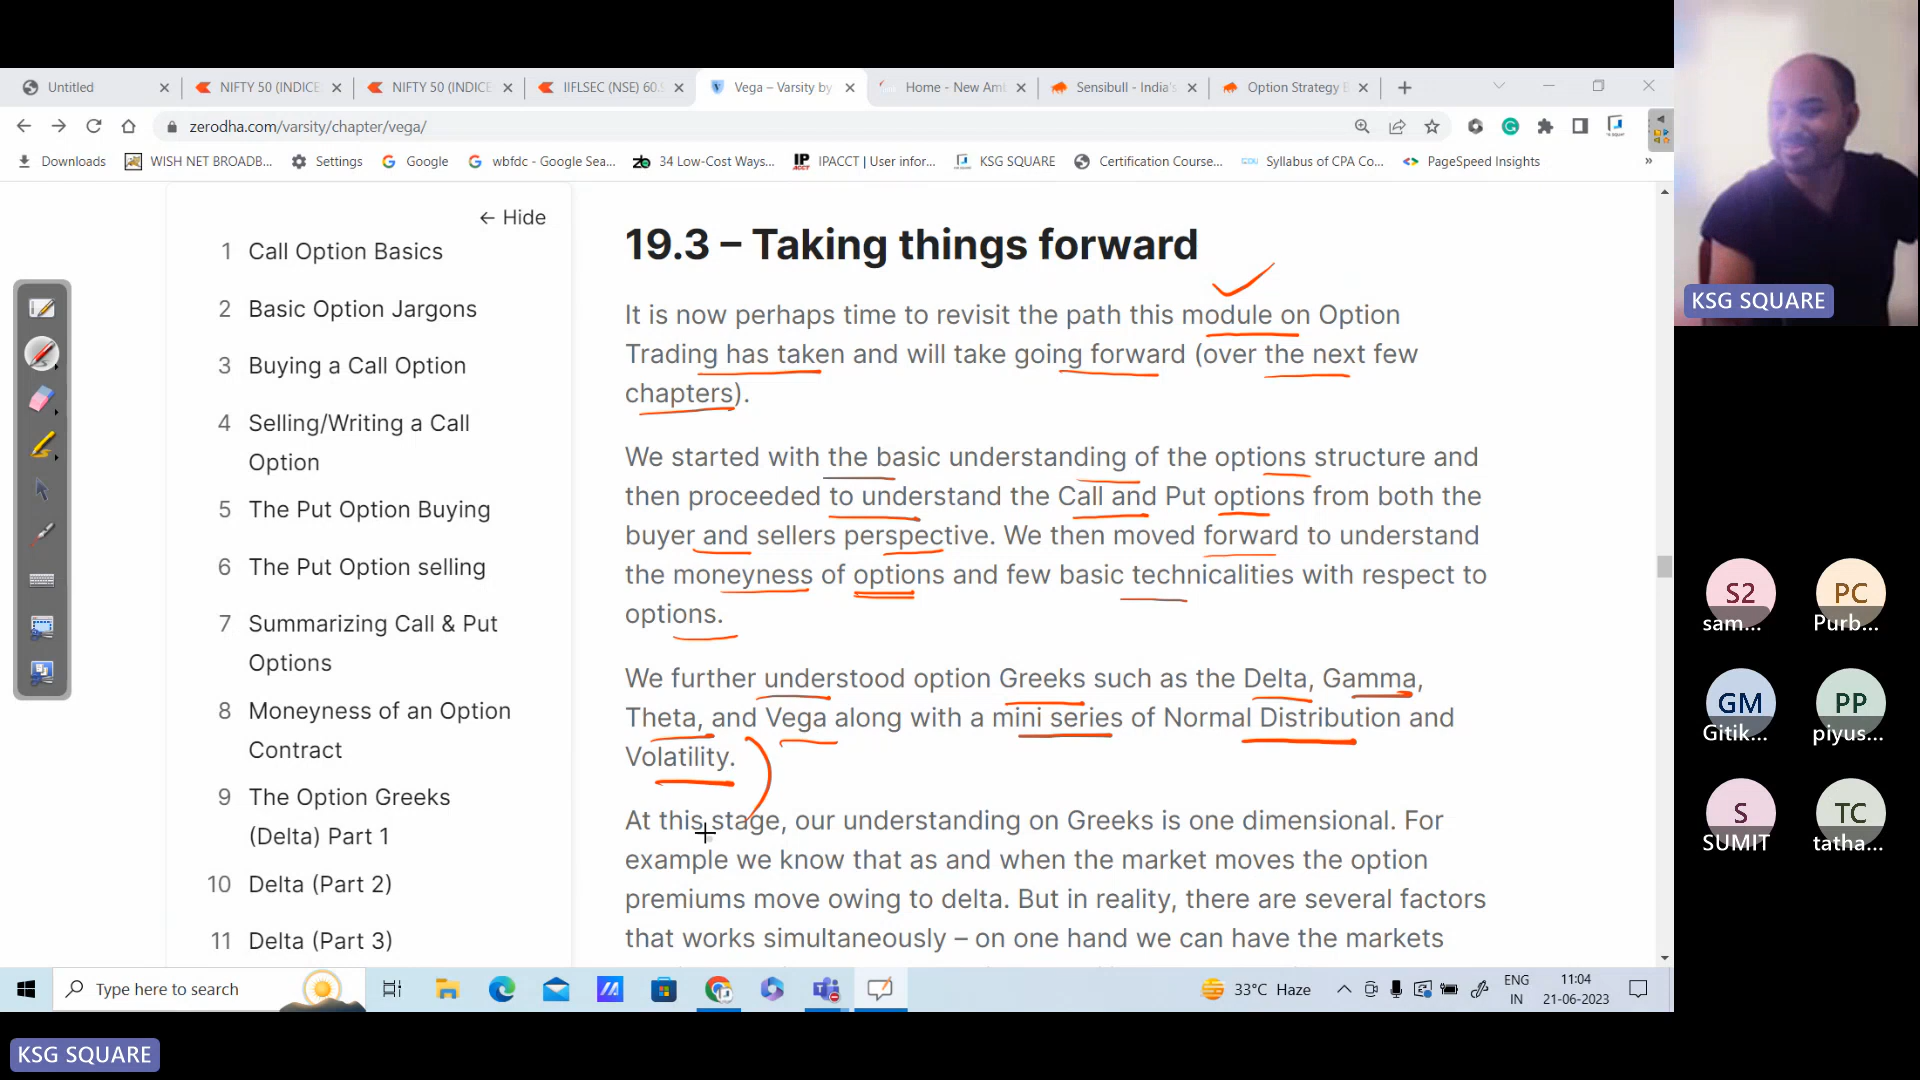 Untitled
NIFTY 50 (INDICE
NIFTY 50 (INDICE
IIFLSEC (NSE) 60.5
Vega – Varsity by
Home - New Amb
Sensibull - India's
Option Strategy B
zerodha.com/varsity/chapter/vega/
Downloads
WISH NET BROADB...
Settings
Google
wbfdc - Google Sea...
34 Low-Cost Ways...
IPACCT | User infor...
KSG SQUARE
Certification Course...
Syllabus of CPA Co...
PageSpeed Insights
»
← Hide
1 Call Option Basics
2 Basic Option Jargons
3 Buying a Call Option
4 Selling/Writing a Call
Option
5 The Put Option Buying
6 The Put Option selling
7 Summarizing Call & Put
Options
8 Moneyness of an Option
Contract
9 The Option Greeks
(Delta) Part 1
10 Delta (Part 2)
11 Delta (Part 3)
19.3 – Taking things forward
It is now perhaps time to revisit the path this module on Option
Trading has taken and will take going forward (over the next few
chapters).
We started with the basic understanding of the options structure and
then proceeded to understand the Call and Put options from both the
buyer and sellers perspective. We then moved forward to understand
the moneyness of options and few basic technicalities with respect to
options.
We further understood option Greeks such as the Delta, Gamma,
Theta, and Vega along with a mini series of Normal Distribution and
Volatility.
At this stage, our understanding on Greeks is one dimensional. For
example we know that as and when the market moves the option
premiums move owing to delta. But in reality, there are several factors
that works simultaneously – on one hand we can have the markets
Type here to search
33°C Haze
ENG
IN
11:04
21-06-2023
KSG SQUARE
S2
sam...
PC
Purb...
GM
Gitik...
PP
piyus...
S
SUMIT
TC
tatha...
KSG SQUARE